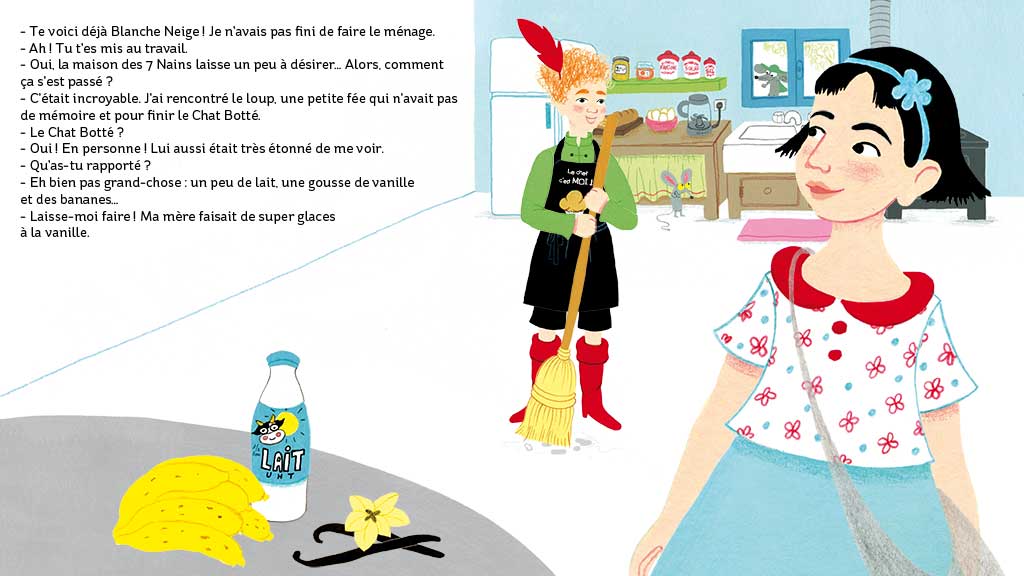 - Te voici déjà Blanche Neige ! Je n'avais pas fini de faire le ménage.
- Ah ! Tu t'es mis au travail.
- Oui, la maison des 7 Nains laisse un peu à désirer... Alors, comment
ça s'est passé ?
- C'était incroyable. J'ai rencontré le loup, une petite fée qui n'avait pas
de mémoire et pour finir le Chat Botté.
- Le Chat Botté ?
- Oui ! En personne ! Lui aussi était très étonné de me voir.
- Qu'as-tu rapporté ?
- Eh bien pas grand-chose : un peu de lait, une gousse de vanille
et des bananes...
- Laisse-moi faire ! Ma mère faisait de super glaces
à la vanille.
Le chef
c'est MOI !
LAIT